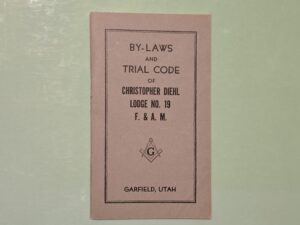 BY-LAWS
AND
TRIAL CODE
OF
CHRISTOPHER DIEHL
LODGE NO. 19
F. & A. M.
G
GARFIELD, UTAH